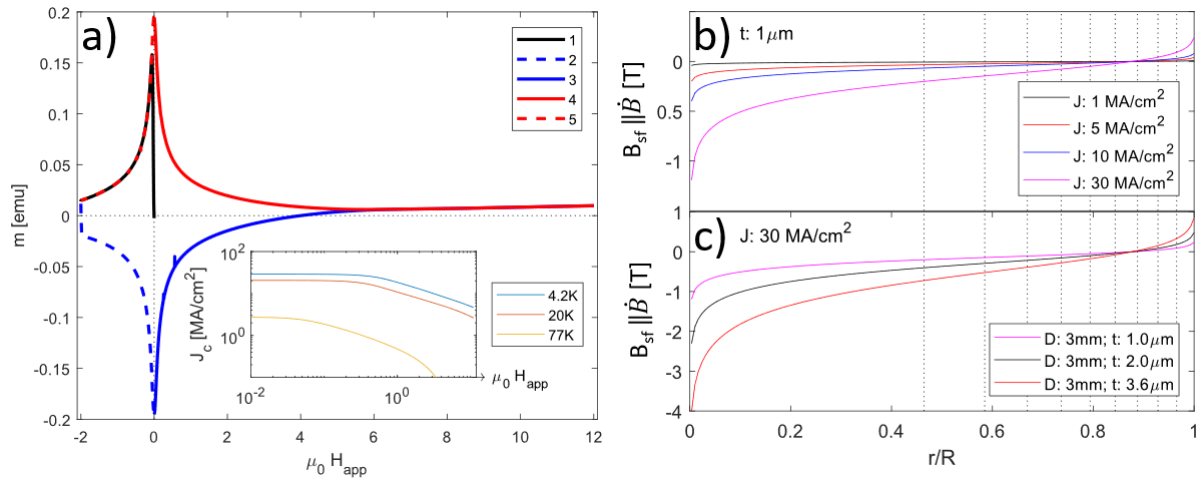 a)
0.2
0.15
0.1
0.05
0
-0.05
-0.1
-0.15
-0.2
m [emu]
-2
0
2
4
6
8
10
12
μ0 Happ
1
2
3
4
5
Jc [MA/cm²]
10²
10⁰
10⁻²
10⁰
μ0 Happ
4.2K
20K
77K
b)
t: 1μm
0
0.5
-1
Bsf || Ḃ [T]
J: 1 MA/cm²
J: 5 MA/cm²
J: 10 MA/cm²
J: 30 MA/cm²
c)
J: 30 MA/cm²
1
0
-1
-2
-3
-4
Bsf || Ḃ [T]
D: 3mm; t: 1.0μm
D: 3mm; t: 2.0μm
D: 3mm; t: 3.6μm
0
0.2
0.4
0.6
0.8
1
r/R